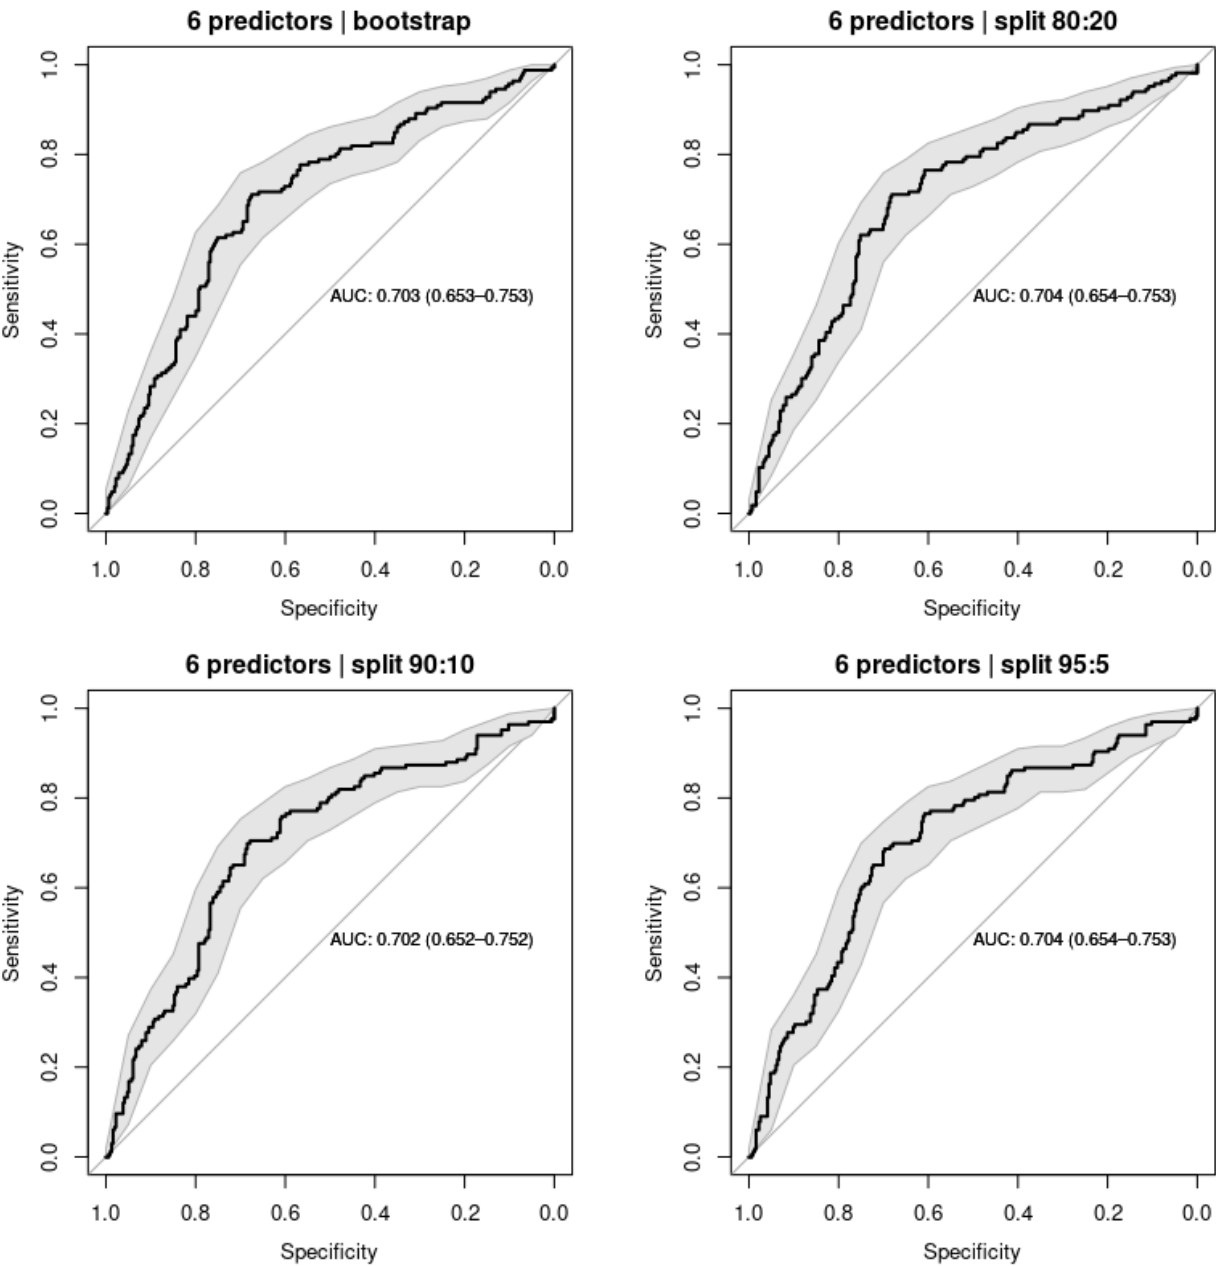 6 predictors | bootstrap
1.0
0.8
0.6
0.4
0.2
0.0
Sensitivity
AUC: 0.703 (0.653–0.753)
1.0 0.8 0.6 0.4 0.2 0.0
Specificity
6 predictors | split 80:20
1.0
0.8
0.6
0.4
0.2
0.0
Sensitivity
AUC: 0.704 (0.654–0.753)
1.0 0.8 0.6 0.4 0.2 0.0
Specificity
6 predictors | split 90:10
1.0
0.8
0.6
0.4
0.2
0.0
Sensitivity
AUC: 0.702 (0.652–0.752)
1.0 0.8 0.6 0.4 0.2 0.0
Specificity
6 predictors | split 95:5
1.0
0.8
0.6
0.4
0.2
0.0
Sensitivity
AUC: 0.704 (0.654–0.753)
1.0 0.8 0.6 0.4 0.2 0.0
Specificity